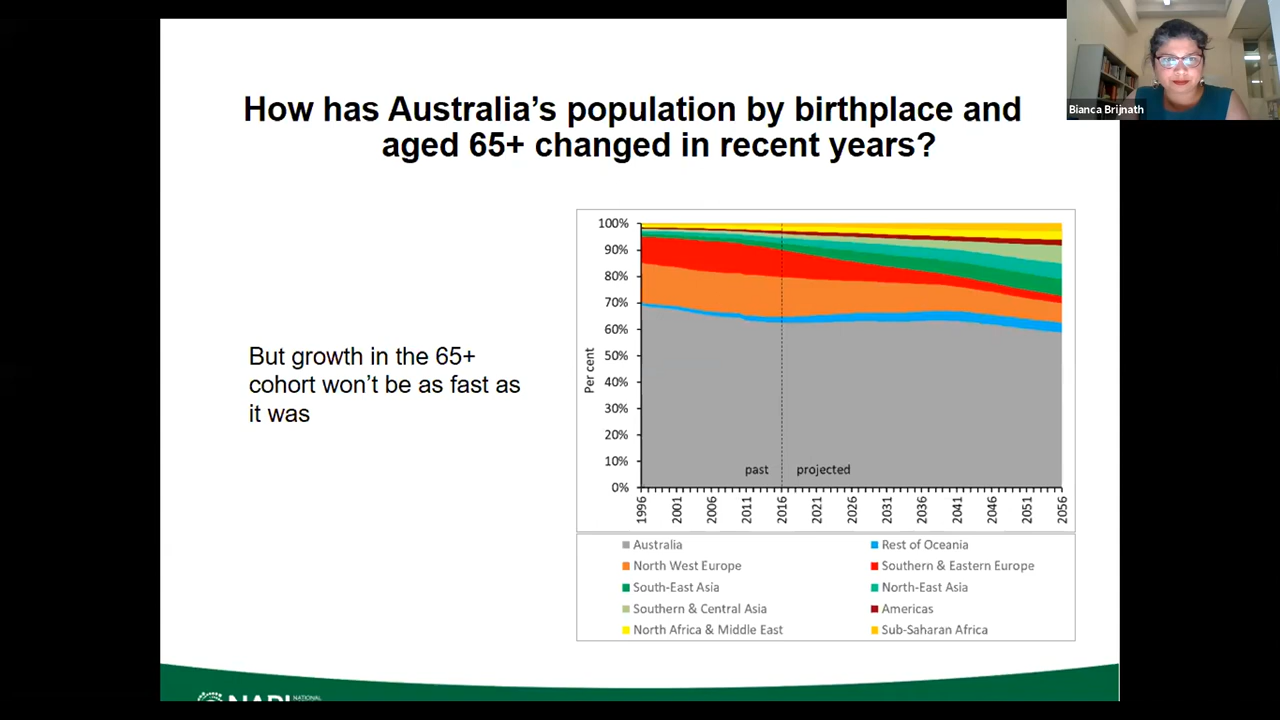 Bianca Brijnath
How has Australia's population by birthplace and
aged 65+ changed in recent years?
But growth in the 65+
cohort won't be as fast as
it was
Per cent
100%
90%
80%
70%
60%
50%
40%
30%
20%
10%
0%
past
projected
1996
2001
2006
2011
2016
2021
2026
2031
2036
2041
2046
2051
2056
Australia
Rest of Oceania
North West Europe
Southern & Eastern Europe
South-East Asia
North-East Asia
Southern & Central Asia
Americas
North Africa & Middle East
Sub-Saharan Africa
NATIONAL